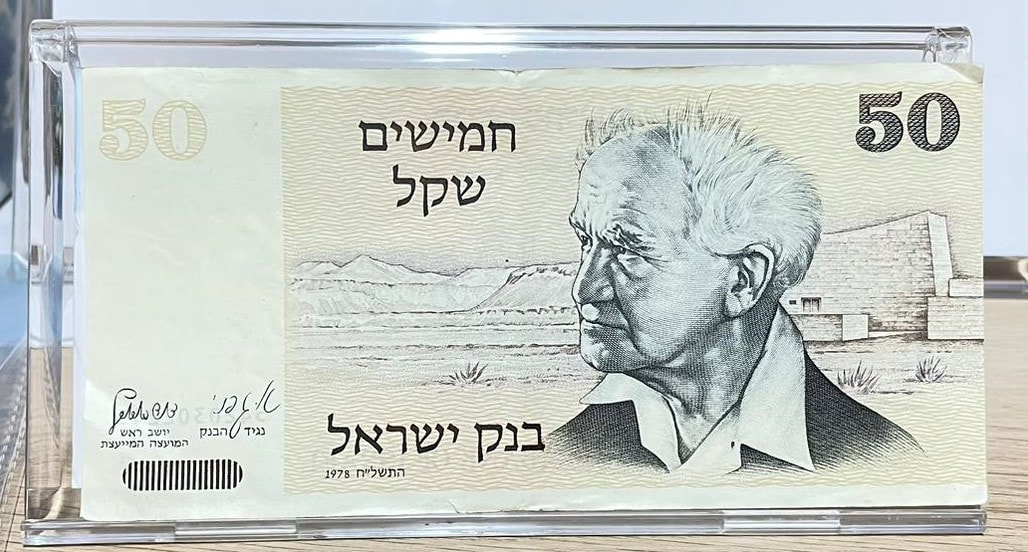 50
50
חמישים
שקל
יושב ראש
המועצה המייעצת
נגיד הבנק
בנק ישראל
1978 התשל"ח